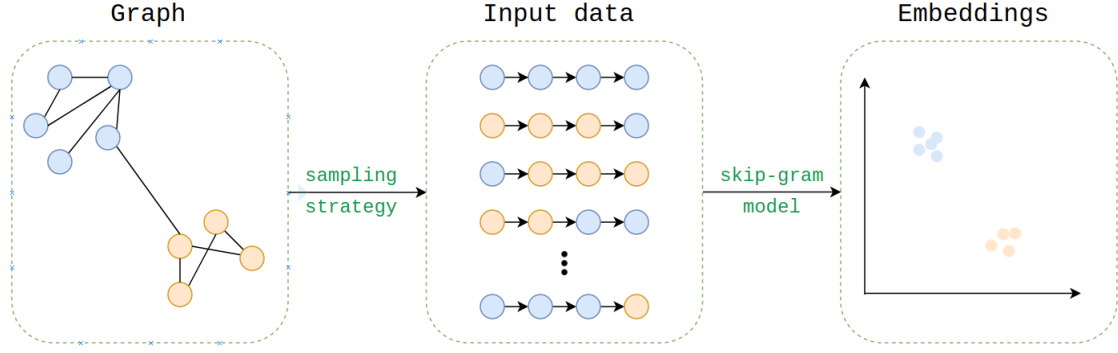 Graph
Input data
Embeddings
sampling
strategy
skip-gram
model